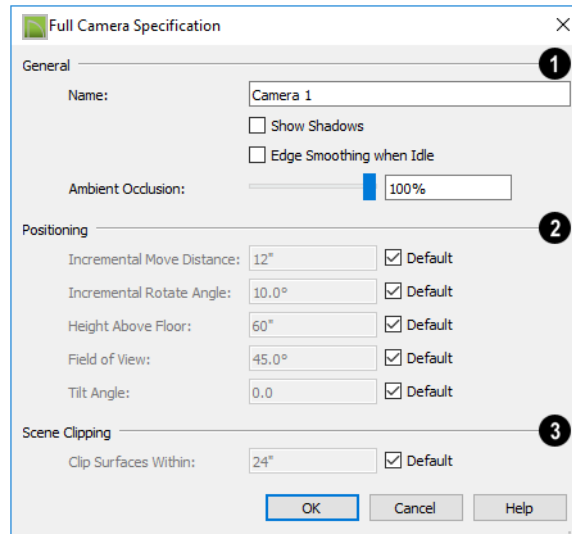 Full Camera Specification
General 1
Name: Camera 1
Show Shadows
Edge Smoothing when Idle
Ambient Occlusion: 100%
Positioning 2
Incremental Move Distance: 12" Default
Incremental Rotate Angle: 10.0° Default
Height Above Floor: 60" Default
Field of View: 45.0° Default
Tilt Angle: 0.0 Default
Scene Clipping 3
Clip Surfaces Within: 24" Default
OK Cancel Help